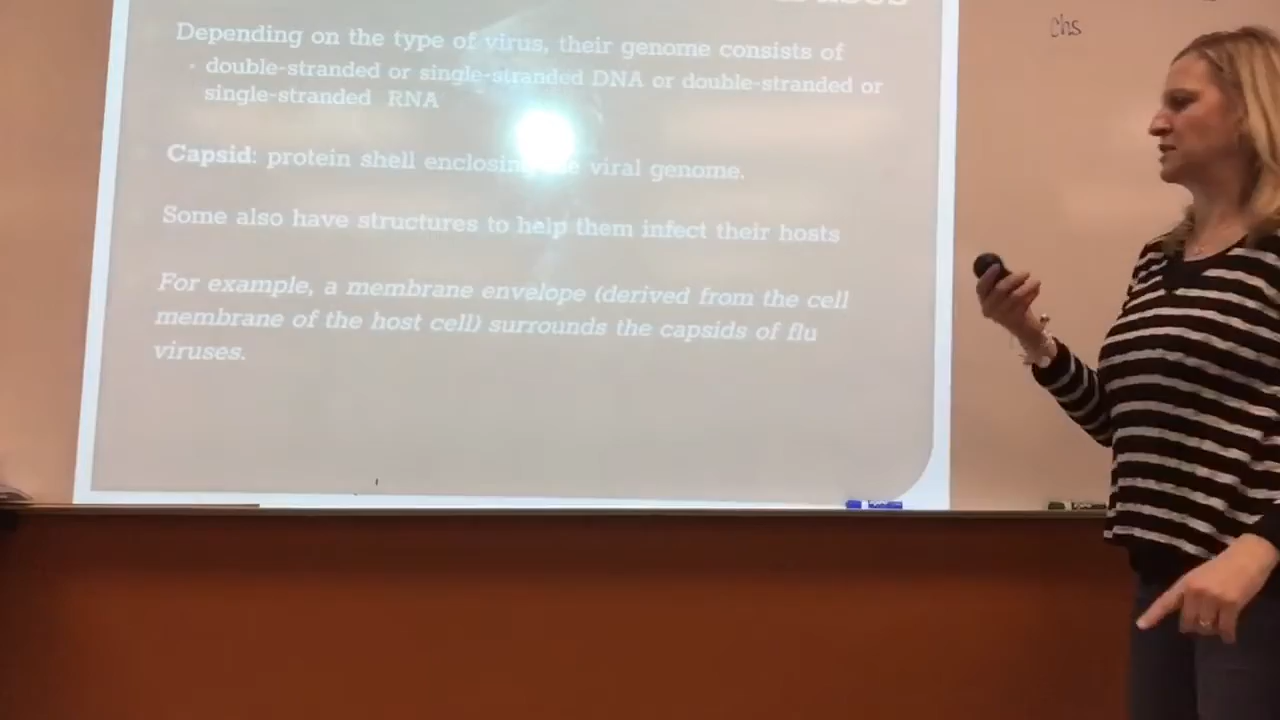 Chs
Depending on the type of virus, their genome consists of
• double-stranded or single-stranded DNA or double-stranded or
single-stranded RNA
Capsid: protein shell enclosing viral genome.
Some also have structures to help them infect their hosts
For example, a membrane envelope (derived from the cell
membrane of the host cell) surrounds the capsids of flu
viruses.